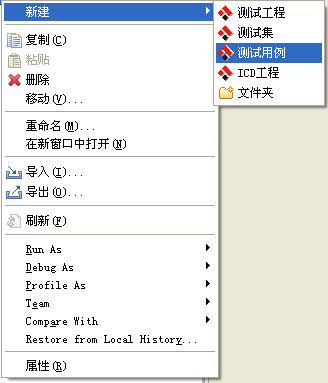 新建
复制(C)
粘贴
删除
移动(V)...
重命名(M)...
在新窗口中打开(N)
导入(I)...
导出(O)...
刷新(F)
Run As
Debug As
Profile As
Team
Compare With
Restore from Local History...
属性(R)
测试工程
测试集
测试用例
ICD工程
文件夹